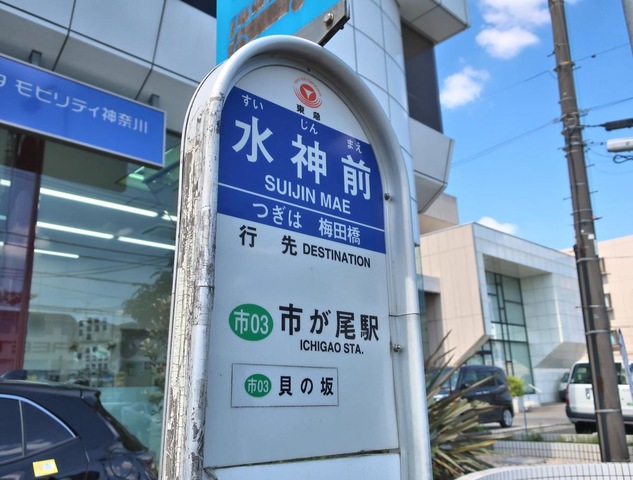 タ モビリティ神奈川
東急
すい じん まえ
水神前
SUIJIN MAE
つぎは 梅田橋
行先 DESTINATION
市03 市が尾駅
ICHIGAO STA.
市03 貝の坂